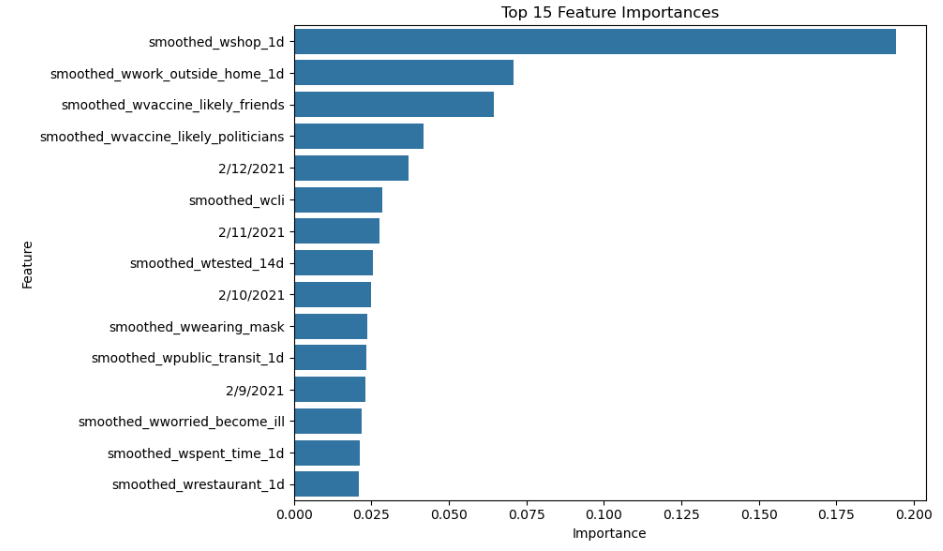 Top 15 Feature Importances
smoothed_wshop_1d
smoothed_wwork_outside_home_1d
smoothed_wvaccine_likely_friends
smoothed_wvaccine_likely_politicians
2/12/2021
smoothed_wcli
2/11/2021
smoothed_wtested_14d
2/10/2021
smoothed_wwearing_mask
smoothed_wpublic_transit_1d
2/9/2021
smoothed_wworried_become_ill
smoothed_wspent_time_1d
smoothed_wrestaurant_1d
Feature
0.000 0.025 0.050 0.075 0.100 0.125 0.150 0.175 0.200
Importance